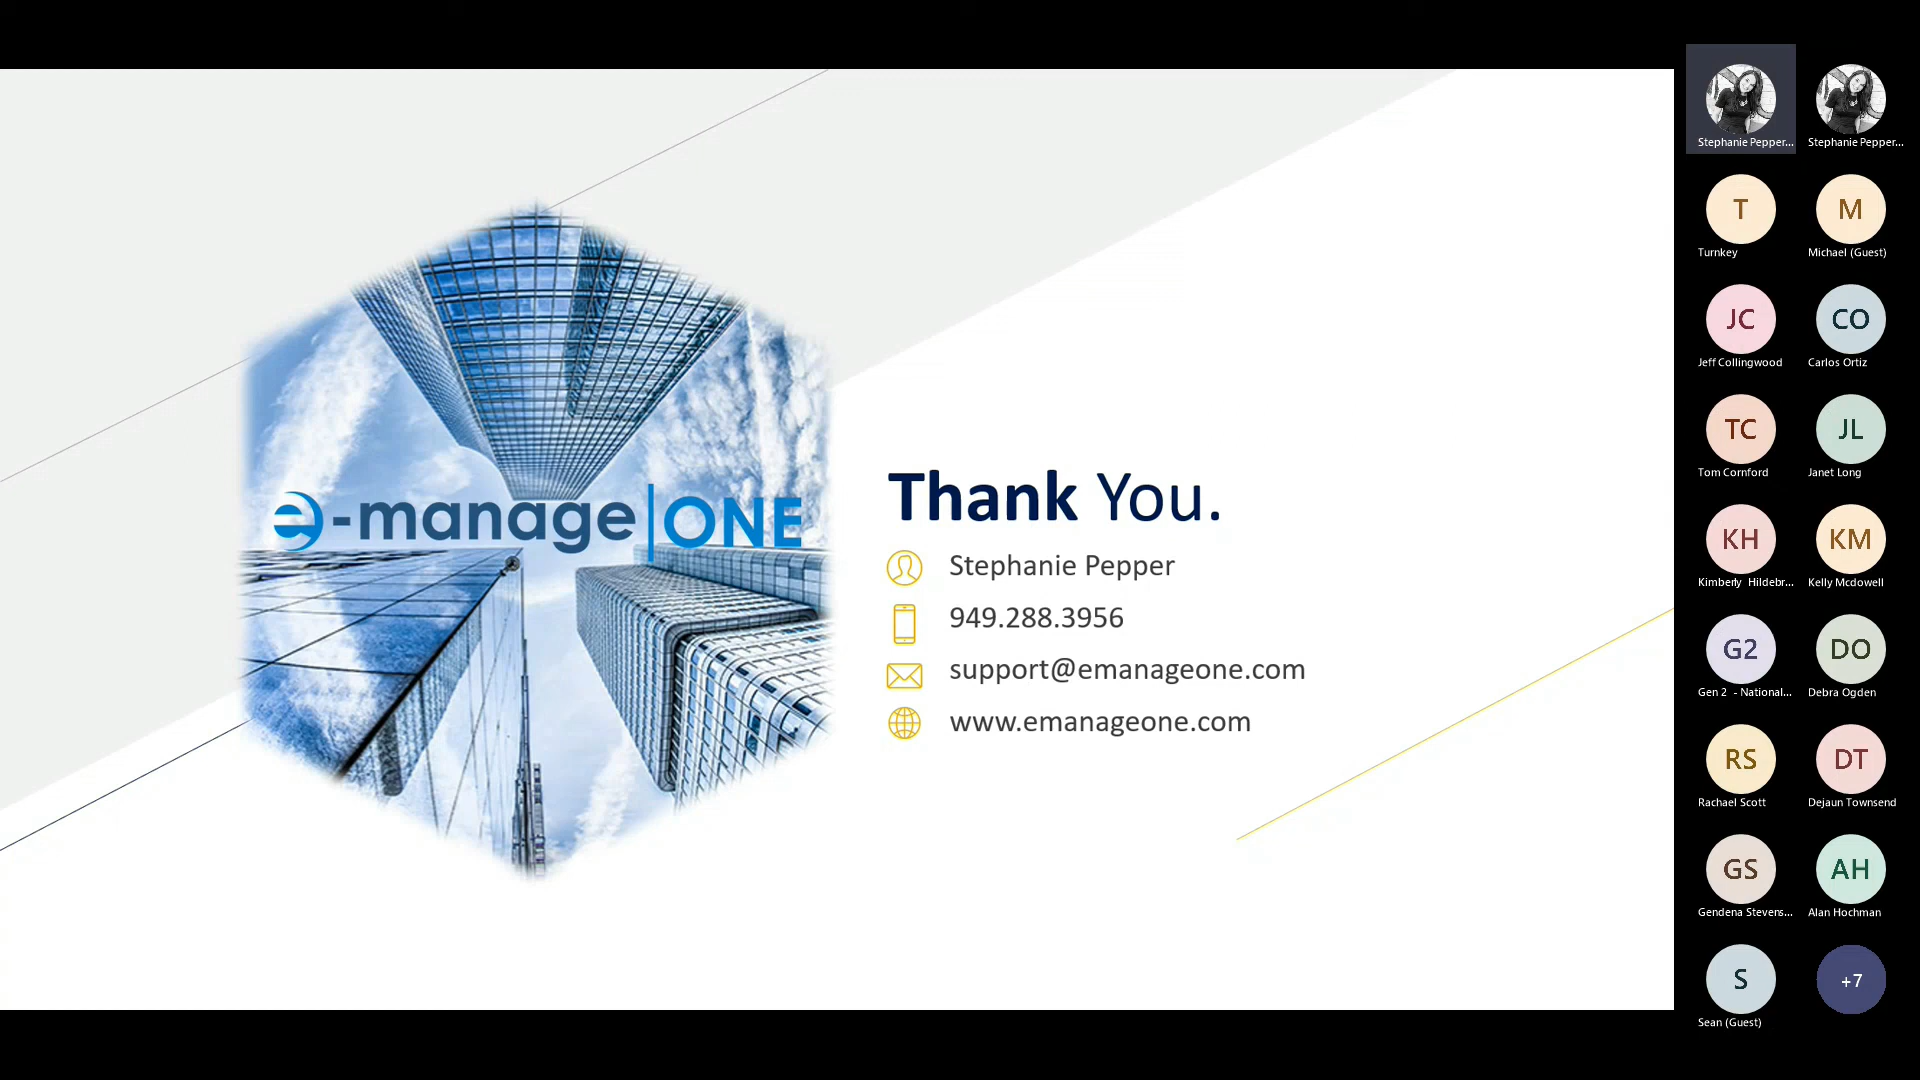 e-manage|ONE
Thank You.
Stephanie Pepper
949.288.3956
support@emanageone.com
www.emanageone.com
Stephanie Pepper...
Stephanie Pepper...
T
Turnkey
M
Michael (Guest)
JC
Jeff Collingwood
CO
Carlos Ortiz
TC
Tom Cornford
JL
Janet Long
KH
Kimberly Hildebr...
KM
Kelly Mcdowell
G2
Gen 2 - National...
DO
Debra Ogden
RS
Rachael Scott
DT
Dejaun Townsend
GS
Gendena Stevens...
AH
Alan Hochman
S
Sean (Guest)
+7